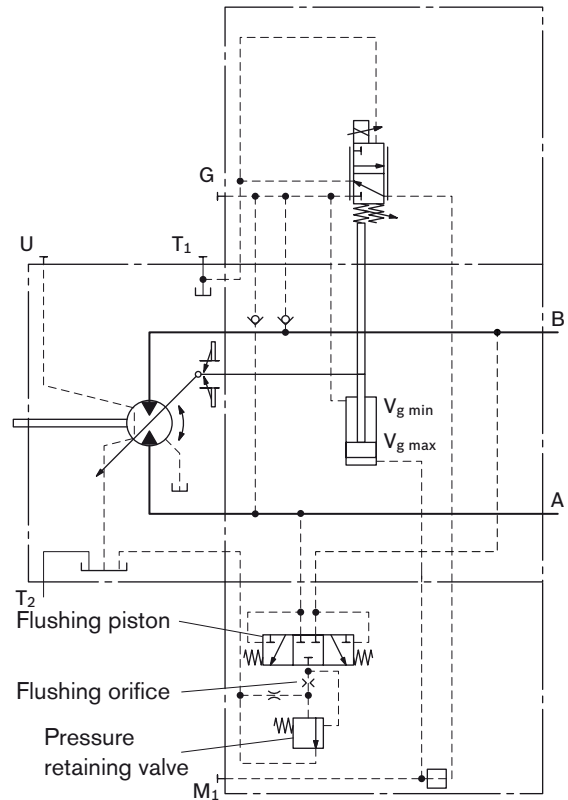 G
U
T1
B
Vg min
Vg max
A
T2
Flushing piston
Flushing orifice
Pressure
retaining valve
M1